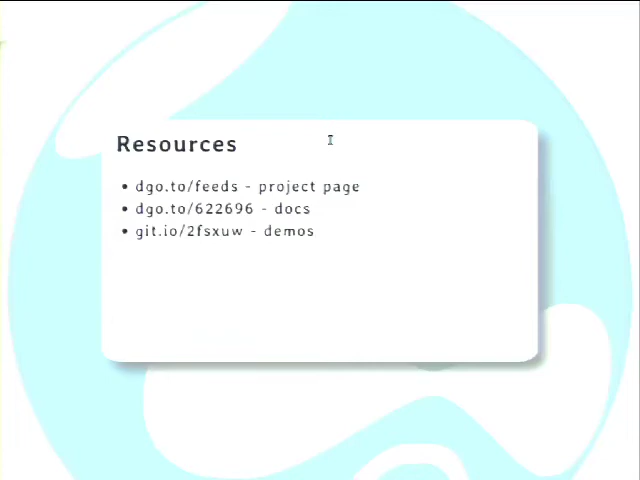 Resources
• dgo.to/feeds - project page
• dgo.to/622696 - docs
• git.io/2fsxuw - demos